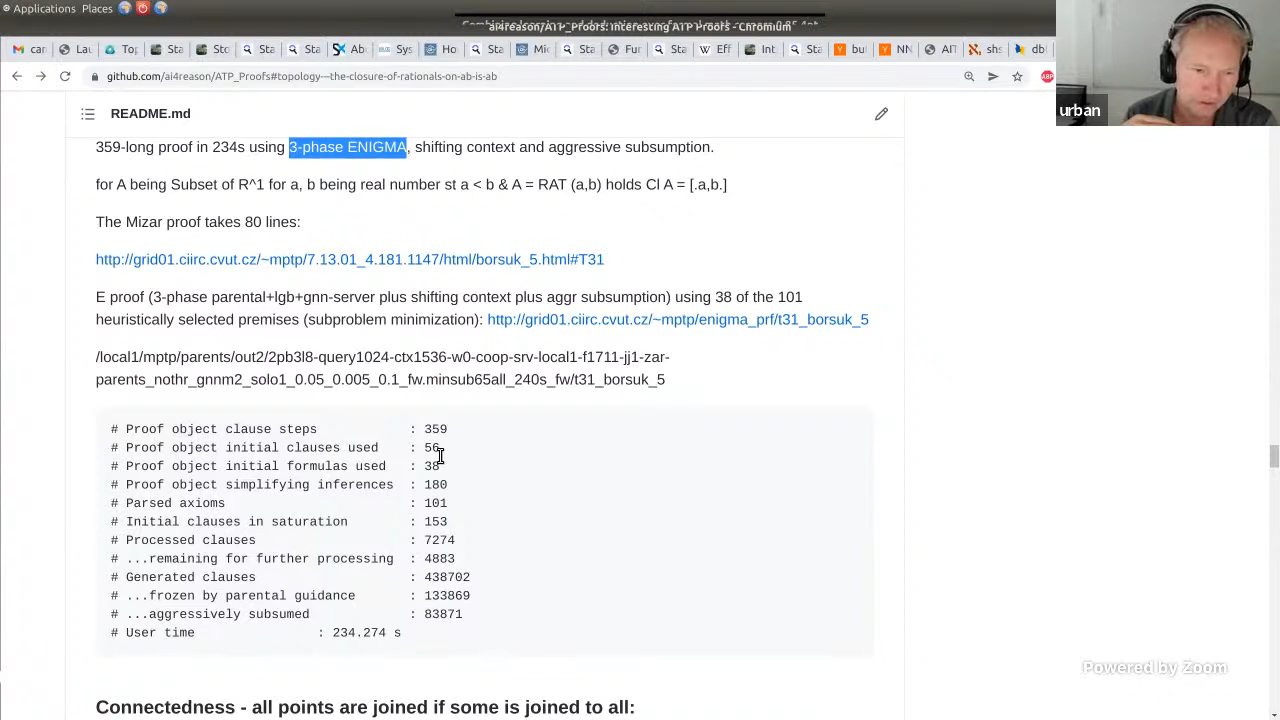 Applications Places
ai4reason/ATP_Proofs: Interesting ATP Proofs - Chromium
github.com/ai4reason/ATP_Proofs#topology---the-closure-of-rationals-on-ab-is-ab
urban
README.md
359-long proof in 234s using 3-phase ENIGMA, shifting context and aggressive subsumption.
for A being Subset of R^1 for a, b being real number st a < b & A = RAT (a,b) holds Cl A = [.a,b.]
The Mizar proof takes 80 lines:
http://grid01.ciirc.cvut.cz/~mptp/7.13.01_4.181.1147/html/borsuk_5.html#T31
E proof (3-phase parental+lgb+gnn-server plus shifting context plus aggr subsumption) using 38 of the 101
heuristically selected premises (subproblem minimization): http://grid01.ciirc.cvut.cz/~mptp/enigma_prf/t31_borsuk_5
/local1/mptp/parents/out2/2pb3l8-query1024-ctx1536-w0-coop-srv-local1-f1711-jj1-zar-
parents_nothr_gnnm2_solo1_0.05_0.005_0.1_fw.minsub65all_240s_fw/t31_borsuk_5
# Proof object clause steps : 359
# Proof object initial clauses used : 56
# Proof object initial formulas used : 38
# Proof object simplifying inferences : 180
# Parsed axioms : 101
# Initial clauses in saturation : 153
# Processed clauses : 7274
# ...remaining for further processing : 4883
# Generated clauses : 438702
# ...frozen by parental guidance : 133869
# ...aggressively subsumed : 83871
# User time : 234.274 s
Powered by Zoom
Connectedness - all points are joined if some is joined to all: